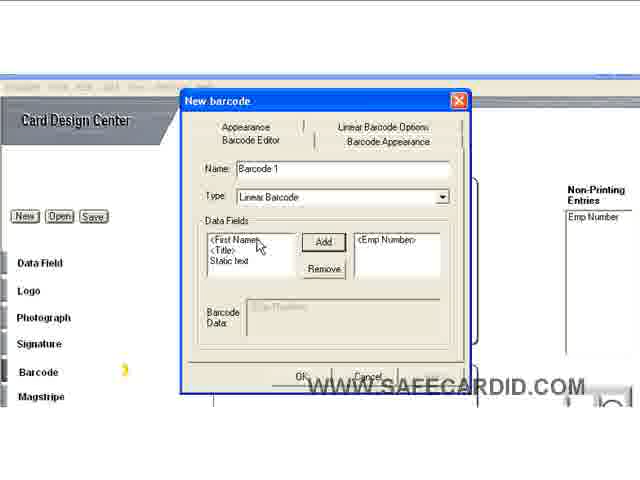 New barcode
Card Design Center
Appearance
Linear Barcode Options
Barcode Editor
Barcode Appearance
Name: Barcode 1
Type: Linear Barcode
Non-Printing
Entries
Emp Number
New
Open
Save
Data Fields
<First Name>
<Title>
Static text
Add
Remove
<Emp Number>
Data Field
Logo
Photograph
Signature
Barcode
Magstripe
Barcode
Data:
OK
Cancel
WWW.SAFECARDID.COM